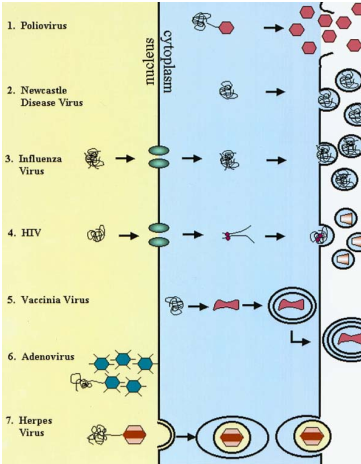 1. Poliovirus
nucleus
cytoplasm
2. Newcastle
Disease Virus
3. Influenza
Virus
4. HIV
5. Vaccinia Virus
6. Adenovirus
7. Herpes
Virus